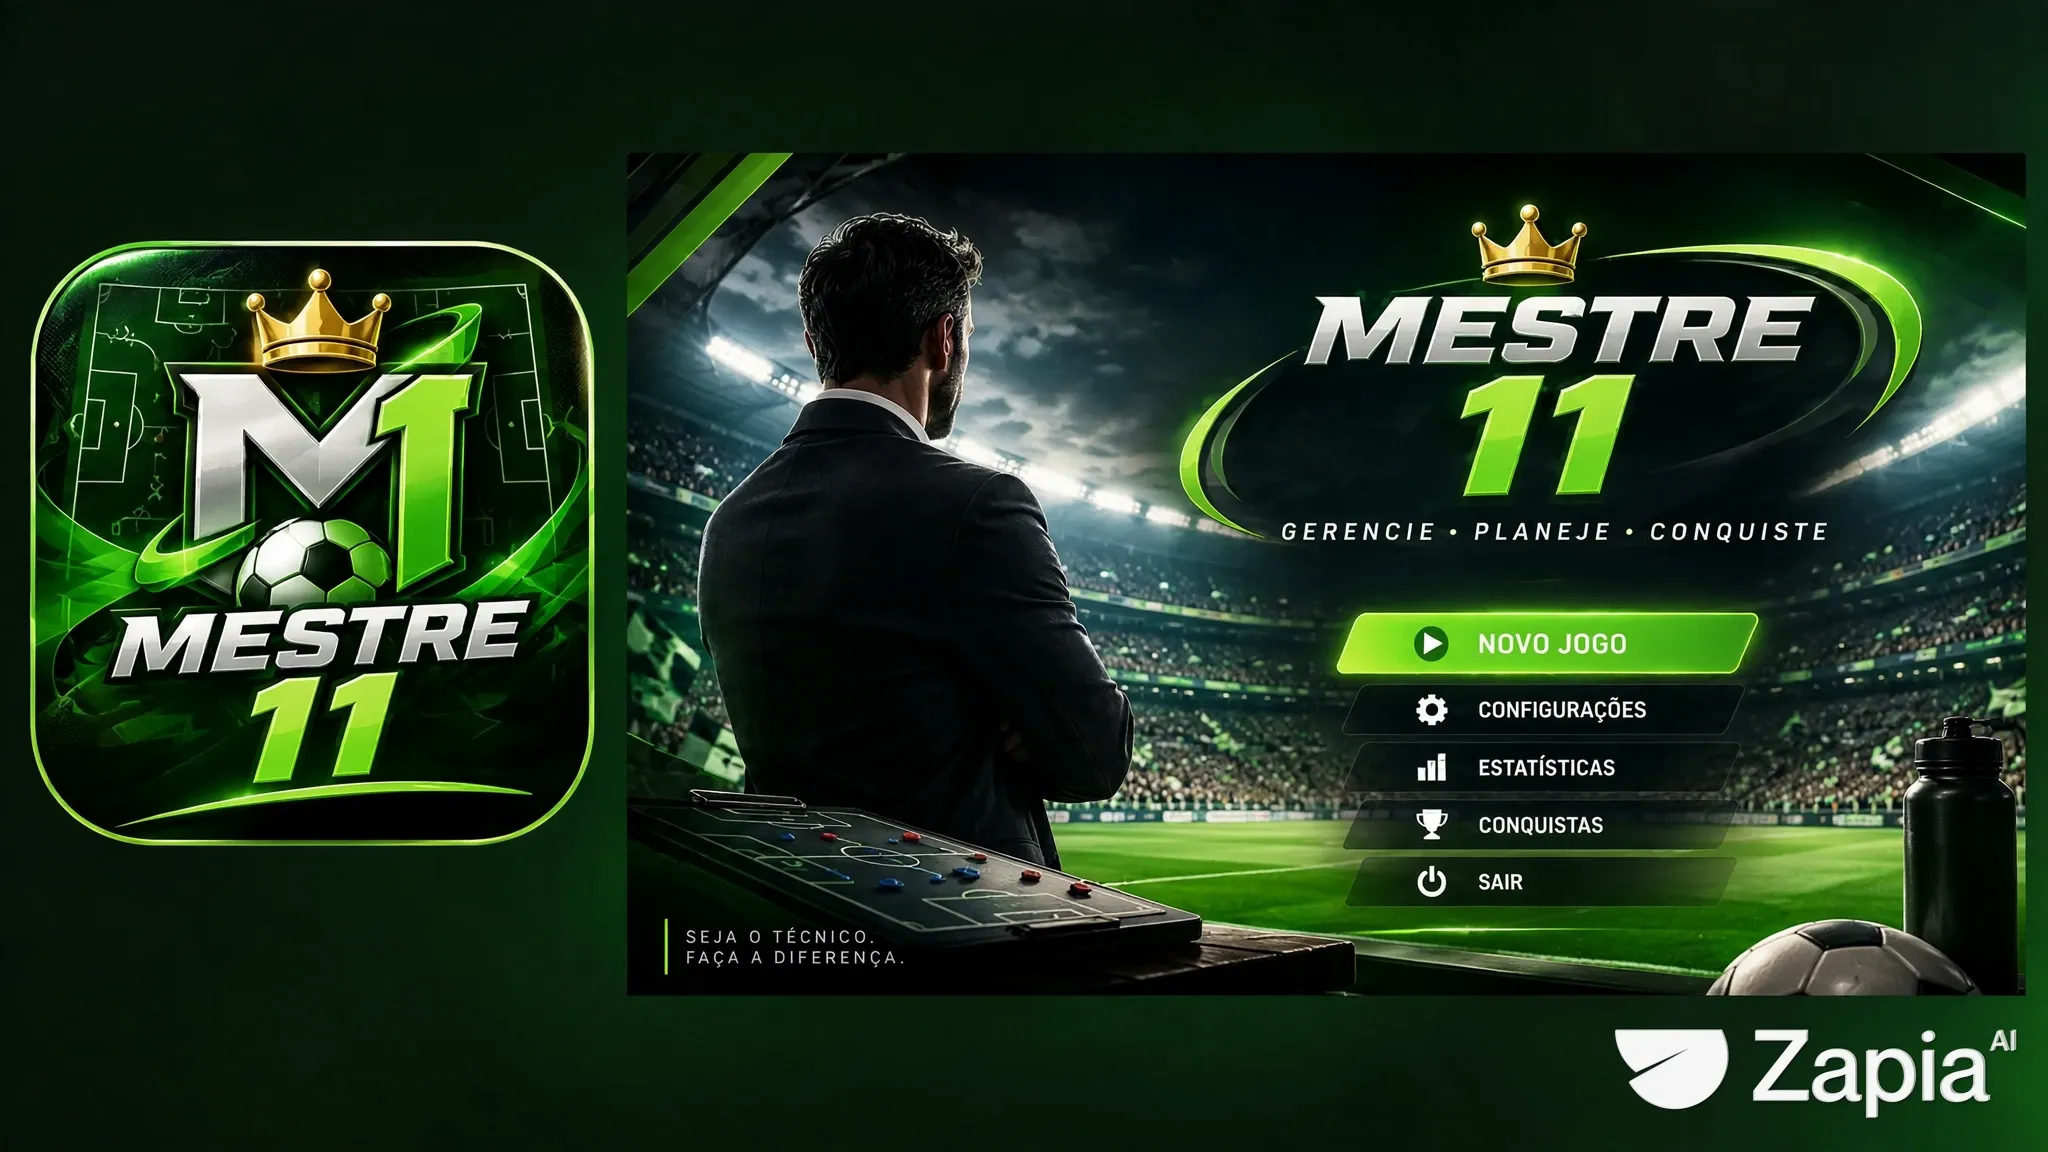 M1
MESTRE
11
MESTRE
11
GERENCIE • PLANEJE • CONQUISTE
NOVO JOGO
CONFIGURAÇÕES
ESTATÍSTICAS
CONQUISTAS
SAIR
SEJA O TÉCNICO.
FAÇA A DIFERENÇA.
Zapia AI